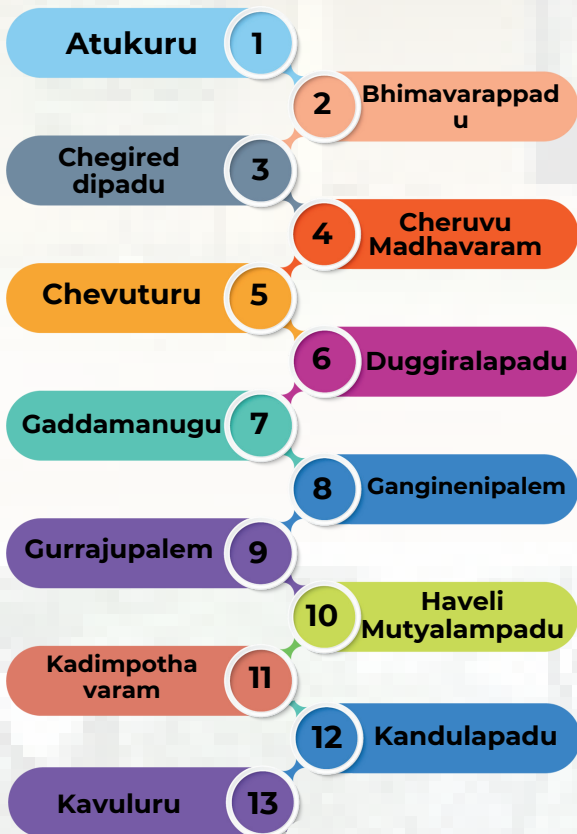 Atukuru 1
2 Bhimavarappad
u
Chegired
dipadu 3
4 Cheruvu
Madhavaram
Chevuturu 5
6 Duggiralapadu
Gaddamanugu 7
8 Ganginenipalem
Gurrajupalem 9
10 Haveli
Mutyalampadu
Kadimpotha
varam 11
12 Kandulapadu
Kavuluru 13